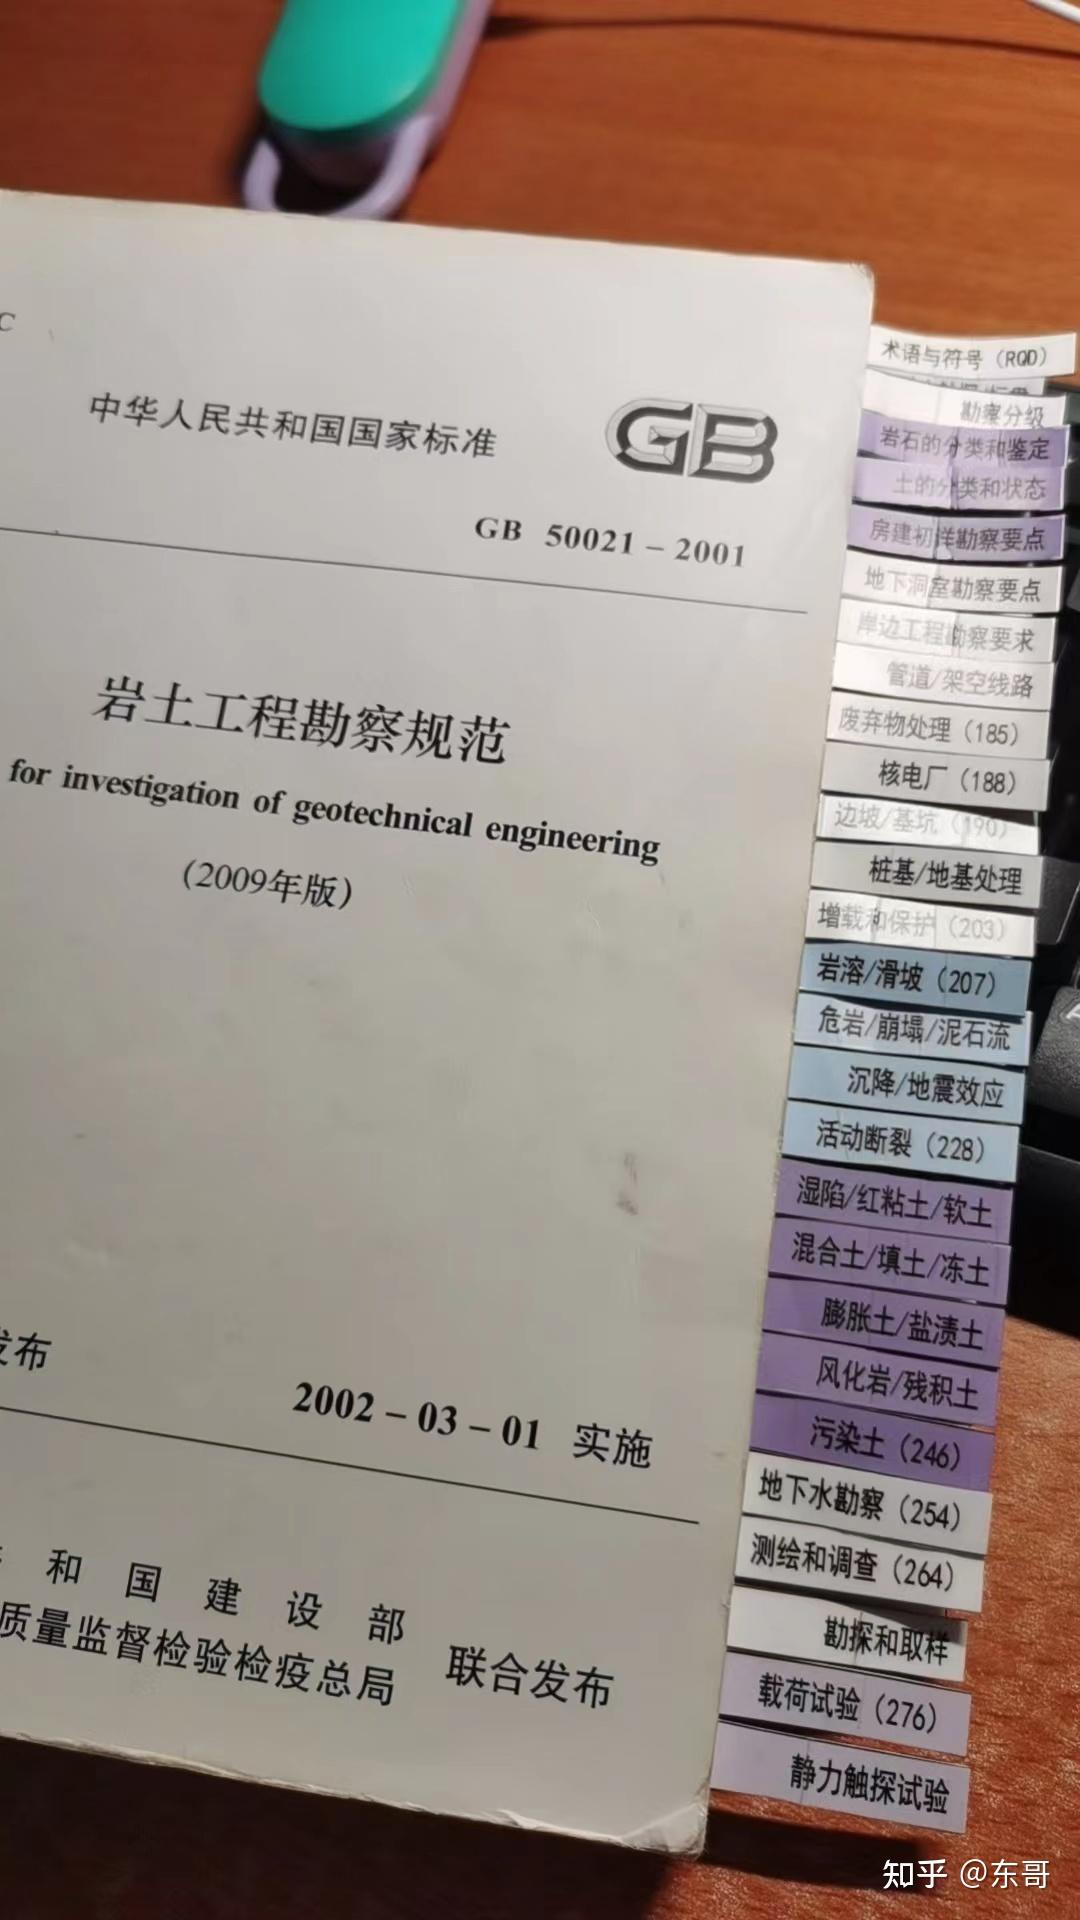 C
中华人民共和国国家标准
GB
GB 50021-2001
岩土工程勘察规范
for investigation of geotechnical engineering
(2009年版)
发布
2002-03-01 实施
和国建设部
质量监督检验检疫总局
联合发布
术语与符号（RQD）
勘察分级
岩石的分类和鉴定
土的分类和状态
房建初详勘察要点
地下洞室勘察要点
岸边工程勘察要求
管道/架空线路
废弃物处理（185）
核电厂（188）
边坡/基坑（190）
桩基/地基处理
增载和保护（203）
岩溶/滑坡（207）
危岩/崩塌/泥石流
沉降/地震效应
活动断裂（228）
湿陷/红粘土/软土
混合土/填土/冻土
膨胀土/盐渍土
风化岩/残积土
污染土（246）
地下水勘察（254）
测绘和调查（264）
勘探和取样
载荷试验（276）
静力触探试验
知乎 @东哥